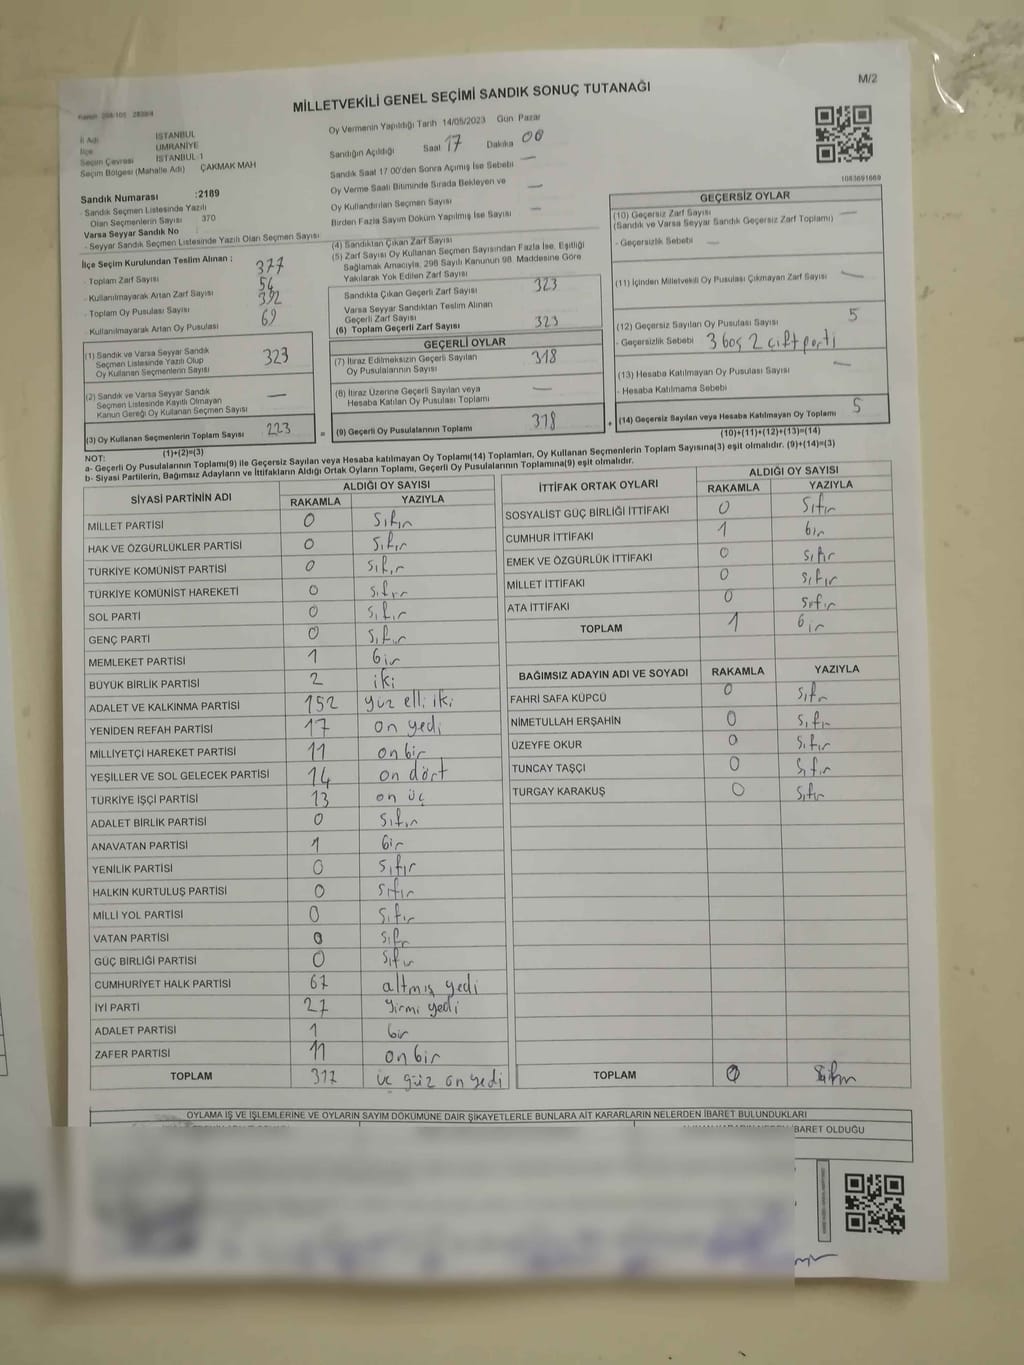 M/2
MİLLETVEKİLİ GENEL SEÇİMİ SANDIK SONUÇ TUTANAĞI
İl Adı İSTANBUL
İlçe ÜMRANİYE
Seçim Çevresi İSTANBUL 1
Seçim Bölgesi (Mahalle Adı) ÇAKMAK MAH
Sandık Numarası :2189
- Sandık Seçmen Listesinde Yazılı
Olan Seçmenlerin Sayısı 370
Varsa Seyyar Sandık No
- Seyyar Sandık Seçmen Listesinde Yazılı Olan Seçmen Sayısı
Oy Vermenin Yapıldığı Tarih 14/05/2023 Gün Pazar
Sandığın Açıldığı Saat 17 Dakika 00
Sandık Saat 17.00'den Sonra Açımış İse Sebebi —
Oy Verme Saati Bitiminde Sırada Bekleyen ve
Oy Kullandırılan Seçmen Sayısı —
Birden Fazla Sayım Döküm Yapılmış İse Sayısı —
1083691669
İlçe Seçim Kurulundan Teslim Alınan :
- Toplam Zarf Sayısı 377
- Kullanılmayarak Artan Zarf Sayısı 54
- Toplam Oy Pusulası Sayısı 392
- Kullanılmayarak Artan Oy Pusulası 69
(1) Sandık ve Varsa Seyyar Sandık
Seçmen Listesinde Yazılı Olup
Oy Kullanan Seçmenlerin Sayısı 323
(2) Sandık ve Varsa Seyyar Sandık
Seçmen Listesinde Kayıtlı Olmayan
Kanun Gereği Oy Kullanan Seçmen Sayısı —
(3) Oy Kullanan Seçmenlerin Toplam Sayısı 223
(1)+(2)=(3)
(4) Sandıktan Çıkan Zarf Sayısı
(5) Zarf Sayısı Oy Kullanan Seçmen Sayısından Fazla İse, Eşitliği
Sağlamak Amacıyla, 298 Sayılı Kanunun 98. Maddesine Göre
Yakılarak Yok Edilen Zarf Sayısı
Sandıkta Çıkan Geçerli Zarf Sayısı 323
Varsa Seyyar Sandıktan Teslim Alınan
Geçerli Zarf Sayısı
(6) Toplam Geçerli Zarf Sayısı 323
GEÇERLİ OYLAR
(7) İtiraz Edilmeksizin Geçerli Sayılan
Oy Pusulalarının Sayısı 318
(8) İtiraz Üzerine Geçerli Sayılan veya
Hesaba Katılan Oy Pusulası Toplamı —
= (9) Geçerli Oy Pusulalarının Toplamı 318
GEÇERSİZ OYLAR
(10) Geçersiz Zarf Sayısı —
(Sandık ve Varsa Seyyar Sandık Geçersiz Zarf Toplamı)
- Geçersizlik Sebebi —
(11) İçinden Milletvekili Oy Pusulası Çıkmayan Zarf Sayısı —
(12) Geçersiz Sayılan Oy Pusulası Sayısı 5
- Geçersizlik Sebebi 3 boş 2 çift parti
(13) Hesaba Katılmayan Oy Pusulası Sayısı —
- Hesaba Katılmama Sebebi
+ (14) Geçersiz Sayılan veya Hesaba Katılmayan Oy Toplamı 5
(10)+(11)+(12)+(13)=(14)
NOT:
a- Geçerli Oy Pusulalarının Toplamı(9) ile Geçersiz Sayılan veya Hesaba katılmayan Oy Toplamı(14) Toplamları, Oy Kullanan Seçmenlerin Toplam Sayısına(3) eşit olmalıdır. (9)+(14)=(3)
b- Siyasi Partilerin, Bağımsız Adayların ve İttifakların Aldığı Ortak Oyların Toplamı, Geçerli Oy Pusulalarının Toplamına(9) eşit olmalıdır.
SİYASİ PARTİNİN ADI ALDIĞI OY SAYISI
RAKAMLA YAZIYLA
MİLLET PARTİSİ 0 Sıfır
HAK VE ÖZGÜRLÜKLER PARTİSİ 0 Sıfır
TÜRKİYE KOMÜNİST PARTİSİ 0 Sıfır
TÜRKİYE KOMÜNİST HAREKETİ 0 Sıfır
SOL PARTİ 0 Sıfır
GENÇ PARTİ 0 Sıfır
MEMLEKET PARTİSİ 1 bir
BÜYÜK BİRLİK PARTİSİ 2 iki
ADALET VE KALKINMA PARTİSİ 152 yüz elli iki
YENİDEN REFAH PARTİSİ 17 on yedi
MİLLİYETÇİ HAREKET PARTİSİ 11 on bir
YEŞİLLER VE SOL GELECEK PARTİSİ 14 on dört
TÜRKİYE İŞÇİ PARTİSİ 13 on üç
ADALET BİRLİK PARTİSİ 0 Sıfır
ANAVATAN PARTİSİ 1 bir
YENİLİK PARTİSİ 0 Sıfır
HALKIN KURTULUŞ PARTİSİ 0 Sıfır
MİLLİ YOL PARTİSİ 0 Sıfır
VATAN PARTİSİ 0 Sıfır
GÜÇ BİRLİĞİ PARTİSİ 0 Sıfır
CUMHURİYET HALK PARTİSİ 67 altmış yedi
İYİ PARTİ 27 yirmi yedi
ADALET PARTİSİ 1 bir
ZAFER PARTİSİ 11 on bir
TOPLAM 317 üç yüz on yedi
İTTİFAK ORTAK OYLARI ALDIĞI OY SAYISI
RAKAMLA YAZIYLA
SOSYALİST GÜÇ BİRLİĞİ İTTİFAKI 0 Sıfır
CUMHUR İTTİFAKI 1 bir
EMEK VE ÖZGÜRLÜK İTTİFAKI 0 Sıfır
MİLLET İTTİFAKI 0 Sıfır
ATA İTTİFAKI 0 Sıfır
TOPLAM 1 bir
BAĞIMSIZ ADAYIN ADI VE SOYADI RAKAMLA YAZIYLA
FAHRİ SAFA KÜPCÜ 0 Sıfır
NİMETULLAH ERŞAHİN 0 Sıfır
ÜZEYFE OKUR 0 Sıfır
TUNCAY TAŞÇI 0 Sıfır
TURGAY KARAKUŞ 0 Sıfır
TOPLAM 0 Sıfır
OYLAMA İŞ VE İŞLEMLERİNE VE OYLARIN SAYIM DÖKÜMÜNE DAİR ŞİKAYETLERLE BUNLARA AİT KARARLARIN NELERDEN İBARET BULUNDUKLARI
İBARET OLDUĞU